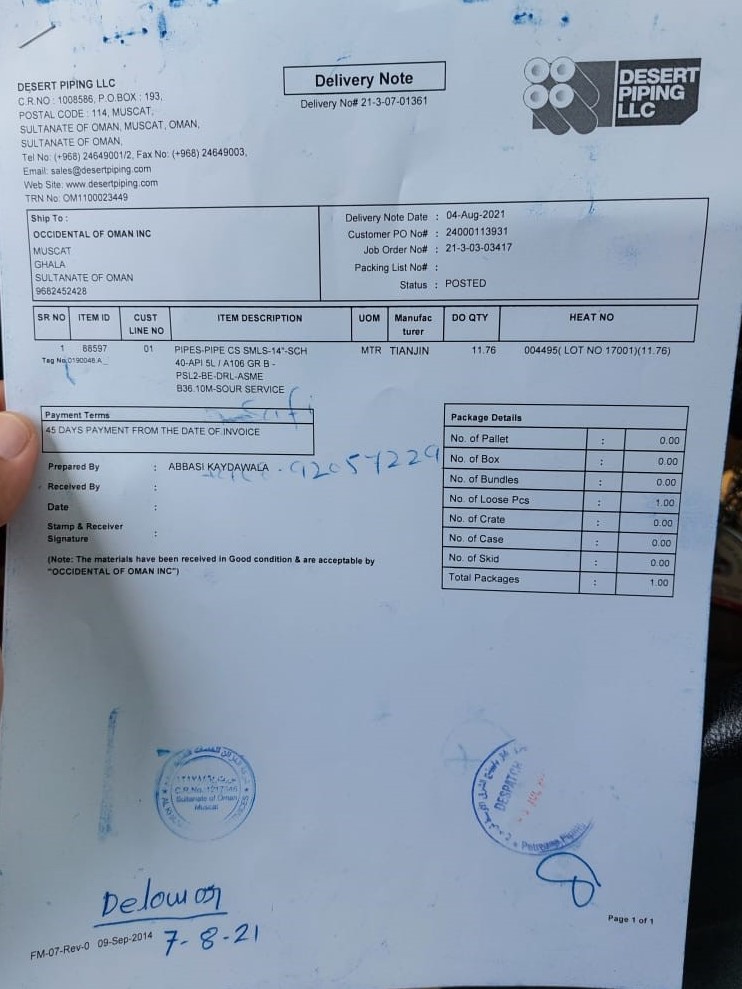 DESERT PIPING LLC
C.R.NO : 1008586, P.O.BOX : 193,
POSTAL CODE : 114, MUSCAT,
SULTANATE OF OMAN, MUSCAT, OMAN,
SULTANATE OF OMAN,
Tel No: (+968) 24649001/2, Fax No: (+968) 24649003,
Email: sales@desertpiping.com
Web Site: www.desertpiping.com
TRN No: OM1100023449
Delivery Note
Delivery No# 21-3-07-01361
DESERT
PIPING
LLC
Ship To :
OCCIDENTAL OF OMAN INC
MUSCAT
GHALA
SULTANATE OF OMAN
9682452428
Delivery Note Date : 04-Aug-2021
Customer PO No# : 24000113931
Job Order No# : 21-3-03-03417
Packing List No# :
Status : POSTED
SR NO ITEM ID CUST LINE NO ITEM DESCRIPTION UOM Manufacturer DO QTY HEAT NO
1 88597 01 PIPES-PIPE CS SMLS-14"-SCH MTR TIANJIN 11.76 004495( LOT NO 17001)(11.76)
Tag No.0190048.A_ 40-API 5L / A106 GR B -
PSL2-BE-DRL-ASME
B36.10M-SOUR SERVICE
Payment Terms
45 DAYS PAYMENT FROM THE DATE OF INVOICE
Prepared By : ABBASI KAYDAWALA - 92057229
Received By :
Date :
Stamp & Receiver
Signature :
(Note: The materials have been received in Good condition & are acceptable by
"OCCIDENTAL OF OMAN INC")
Package Details
No. of Pallet : 0.00
No. of Box : 0.00
No. of Bundles : 0.00
No. of Loose Pcs : 1.00
No. of Crate : 0.00
No. of Case : 0.00
No. of Skid : 0.00
Total Packages : 1.00
C.R.No.:1217846
Sultanate of Oman
Muscat
DESPATCH
Delowar
7-8-21
FM-07-Rev-0 09-Sep-2014
Page 1 of 1